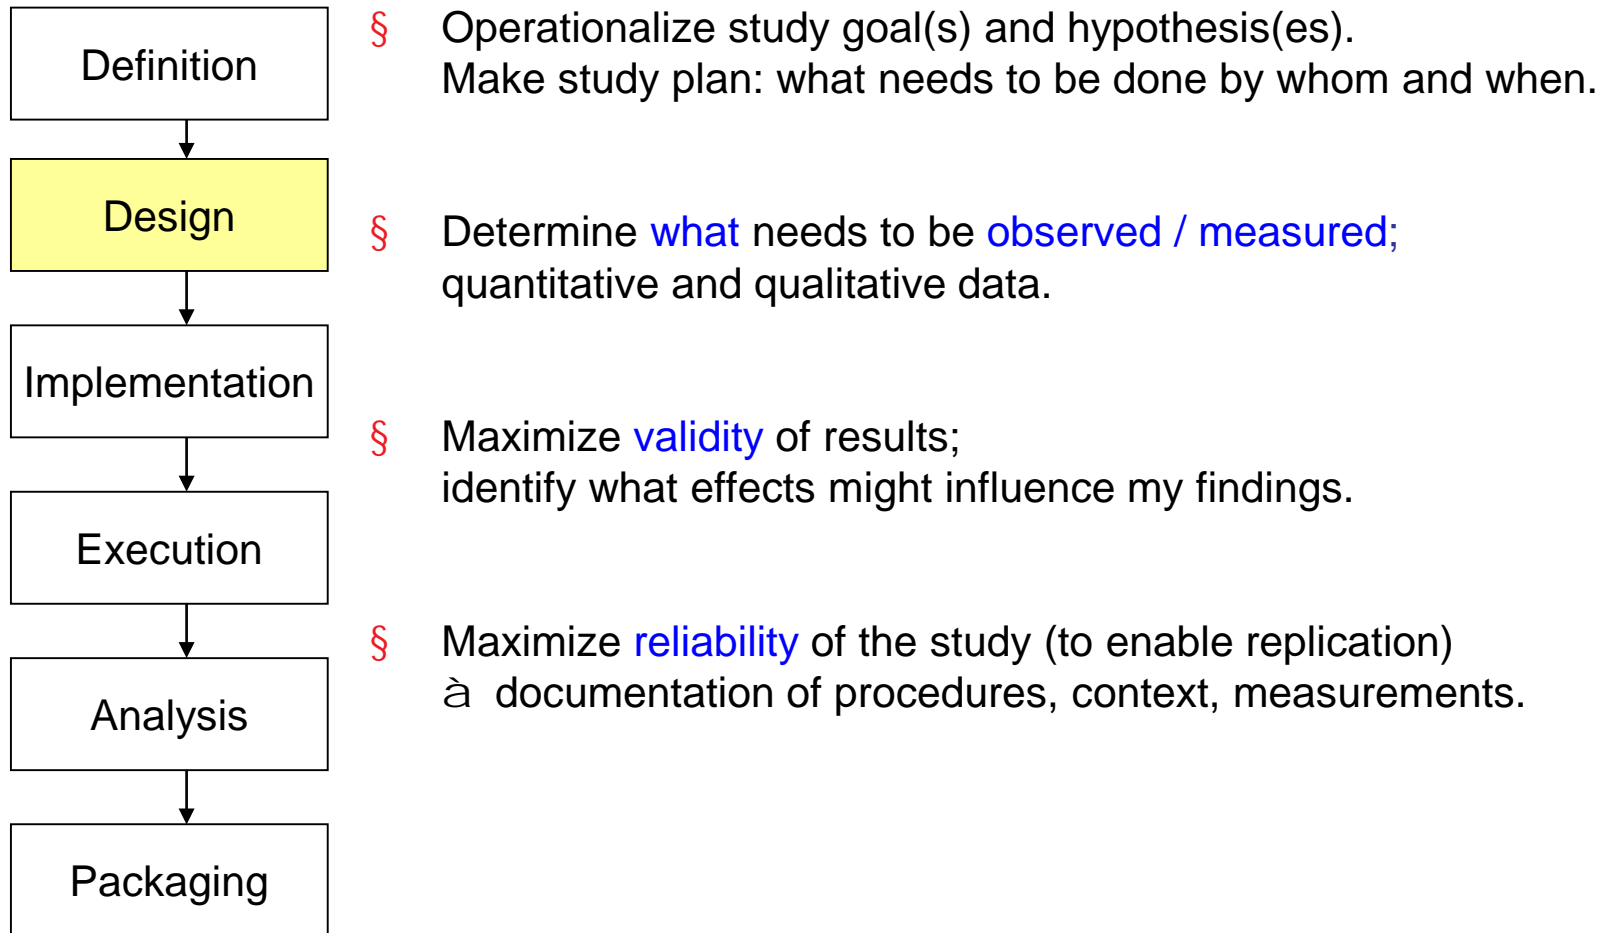 Definition
Design
Implementation
Execution
Analysis
Packaging
§ Operationalize study goal(s) and hypothesis(es).
Make study plan: what needs to be done by whom and when.
§ Determine what needs to be observed / measured;
quantitative and qualitative data.
§ Maximize validity of results;
identify what effects might influence my findings.
§ Maximize reliability of the study (to enable replication)
à documentation of procedures, context, measurements.